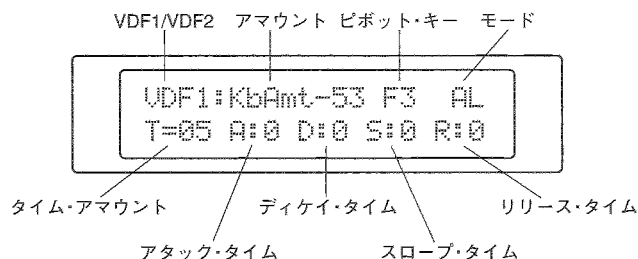 VDF1/VDF2 アマウント ピボット・キー モード
VDF1:KbAmt-53 F3 AL
T=05 A:0 D:0 S:0 R:0
タイム・アマウント ディケイ・タイム リリース・タイム
アタック・タイム スロープ・タイム